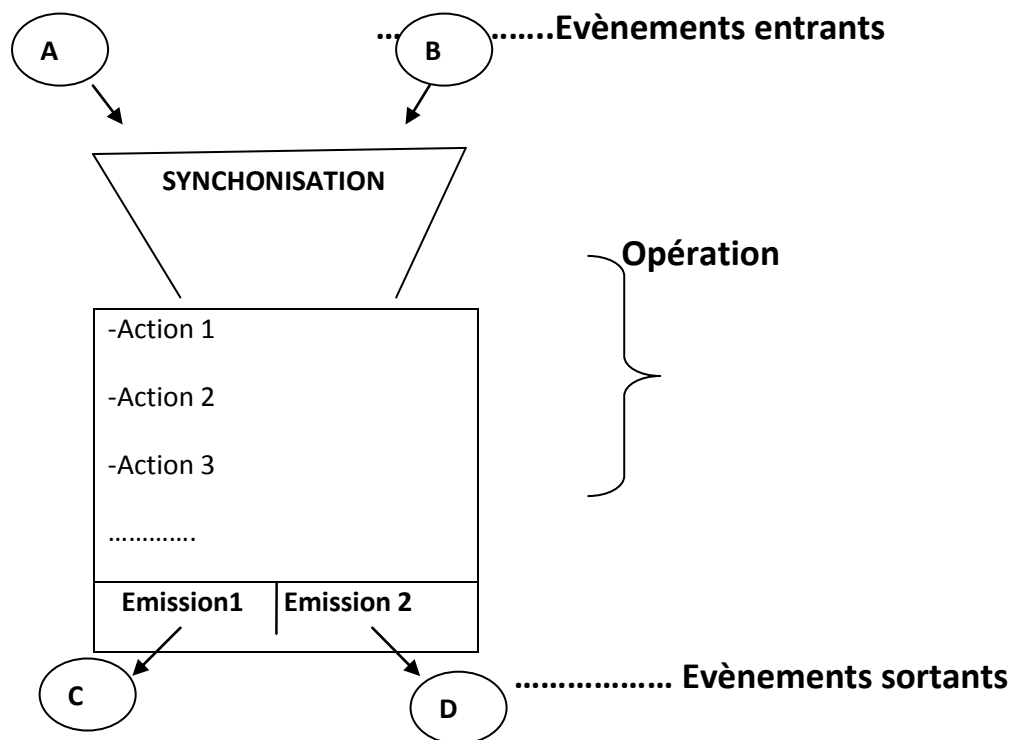 A
B
…………..Evènements entrants
SYNCHONISATION
Opération
-Action 1
-Action 2
-Action 3
………….
Emission1
Emission 2
C
D
……………… Evènements sortants